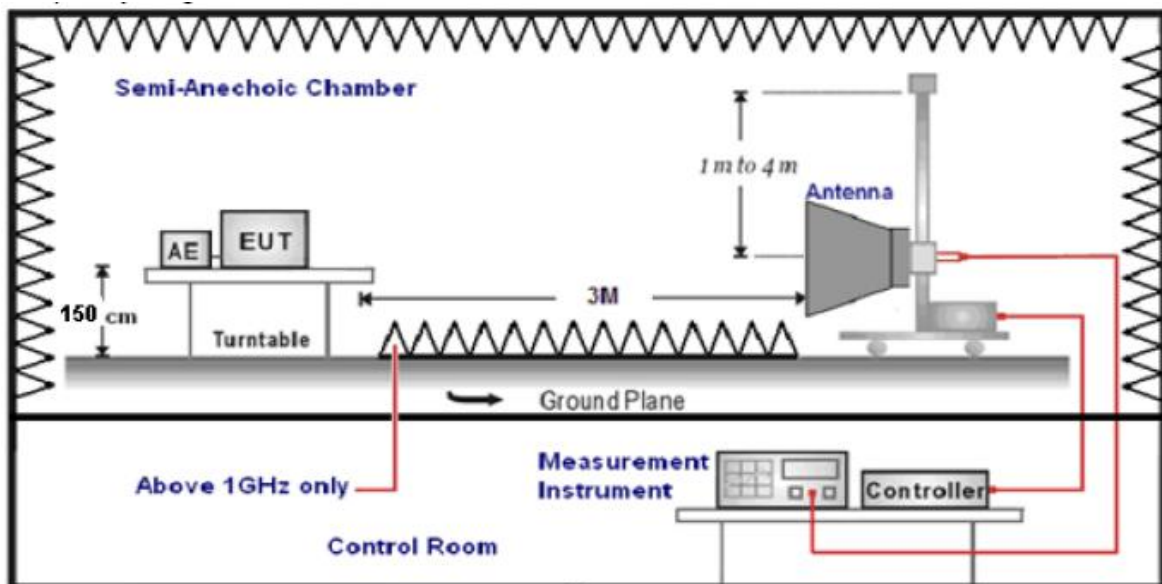 Semi-Anechoic Chamber
1 m to 4 m
Antenna
AE
EUT
150 cm
3M
Turntable
Ground Plane
Above 1GHz only
Measurement
Instrument
Controller
Control Room